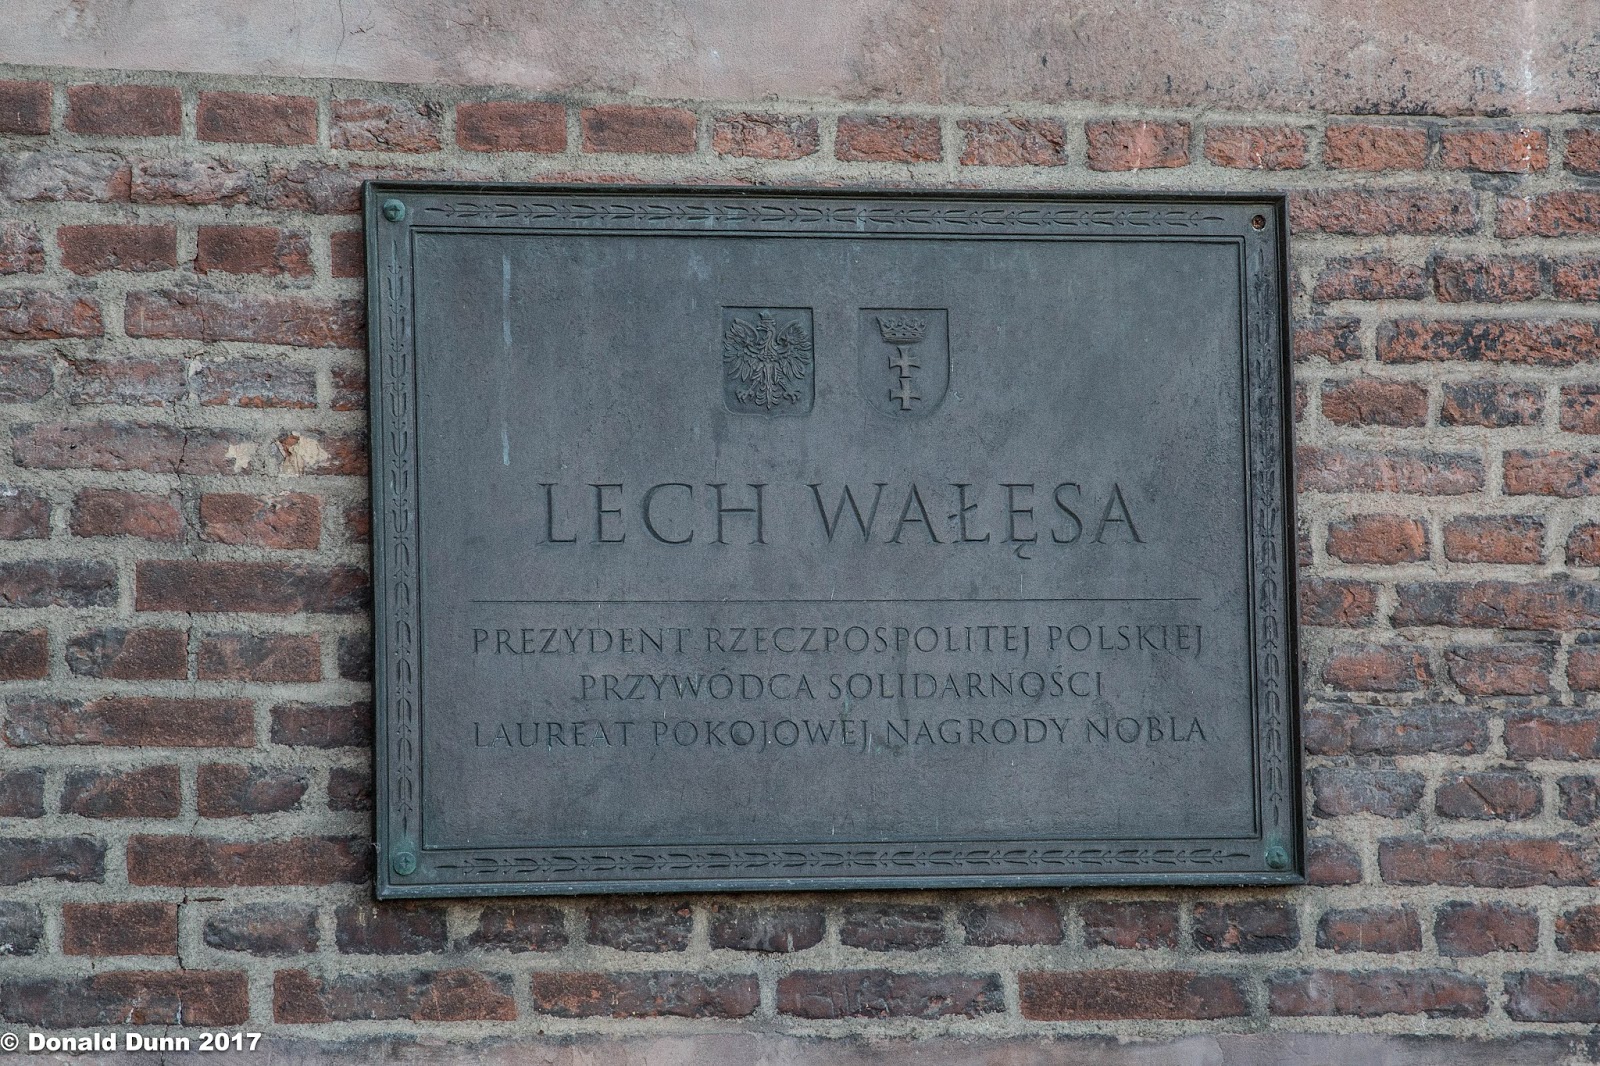 LECH WAŁĘSA
PREZYDENT RZECZPOSPOLITEJ POLSKIEJ
PRZYWÓDCA SOLIDARNOŚCI
LAUREAT POKOJOWEJ NAGRODY NOBLA
© Donald Dunn 2017